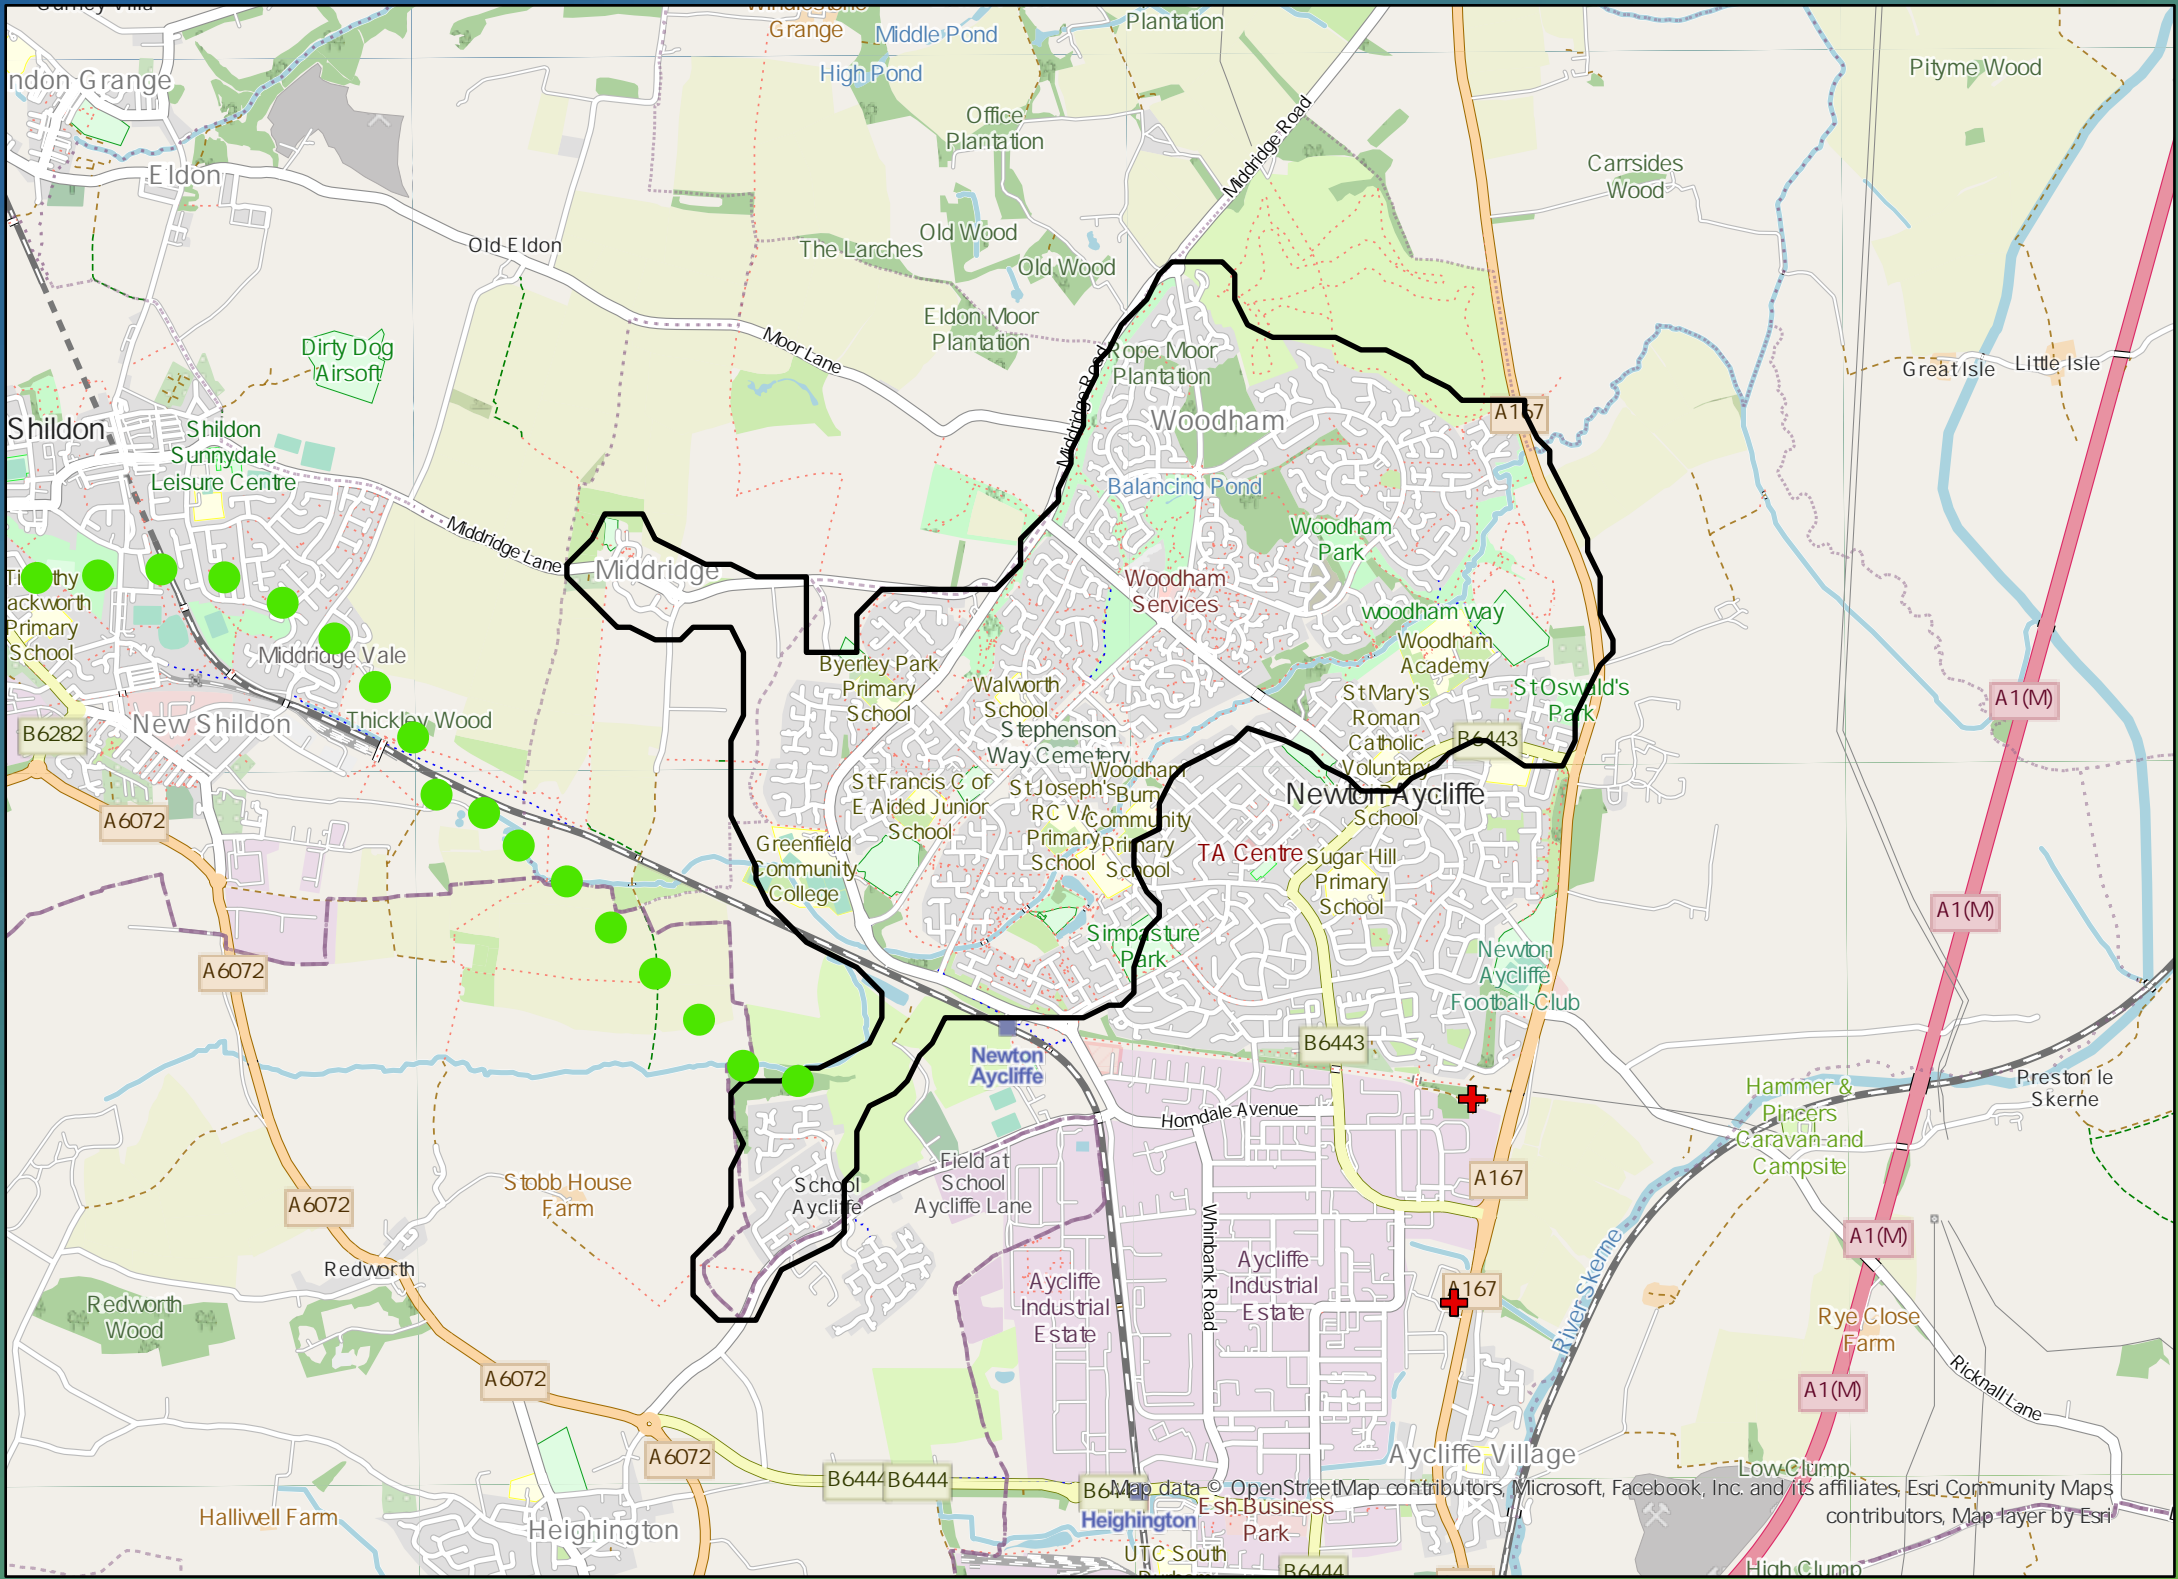 Gurney Villa
Windlestone
Grange
Middle Pond
High Pond
Plantation
Pityme Wood
ndon Grange
Eldon
Office
Plantation
Middridge Road
Carrsides
Wood
Old Eldon
The Larches
Old Wood
Old Wood
Eldon Moor
Plantation
Moor Lane
Dirty Dog
Airsoft
Rope Moor
Plantation
Middridge Road
Woodham
A167
Great Isle
Little Isle
Shildon
Shildon
Sunnydale
Leisure Centre
Balancing Pond
Middridge Lane
Middridge
Woodham
Park
Woodham
Services
woodham way
Woodham
Academy
ackworth
Primary
School
Middridge Vale
Byerley Park
Primary
School
Walworth
School
St Mary's
Roman
Catholic
Voluntary
School
St Oswald's
Park
A1(M)
B6282
New Shildon
Thickley Wood
Stephenson
Way Cemetery
B6443
St Francis C of
E Aided Junior
School
St Joseph's
RC VA
Primary
School
Woodham
Burn
Community
Primary
School
Newton Aycliffe
A6072
Greenfield
Community
College
TA Centre
Sugar Hill
Primary
School
A1(M)
Simpasture
Park
Newton
Aycliffe
Football Club
A6072
B6443
Newton
Aycliffe
Preston le
Skerne
Hammer &
Pincers
Caravan and
Campsite
Horndale Avenue
Stobb House
Farm
School
Aycliffe
Field at
School
Aycliffe Lane
A167
A6072
Whinbank Road
A1(M)
Redworth
Aycliffe
Industrial
Estate
Aycliffe
Industrial
Estate
A167
River Skerne
Redworth
Wood
Rye Close
Farm
A6072
A1(M)
Ricknall Lane
A6072
Aycliffe Village
B6444
B6444
Low Clump
Map data © OpenStreetMap contributors, Microsoft, Facebook, Inc. and its affiliates, Esri Community Maps
contributors, Map layer by Esri
Halliwell Farm
Heighington
Heighington
Esh Business
Park
UTC South
Durham
B6444
High Clump